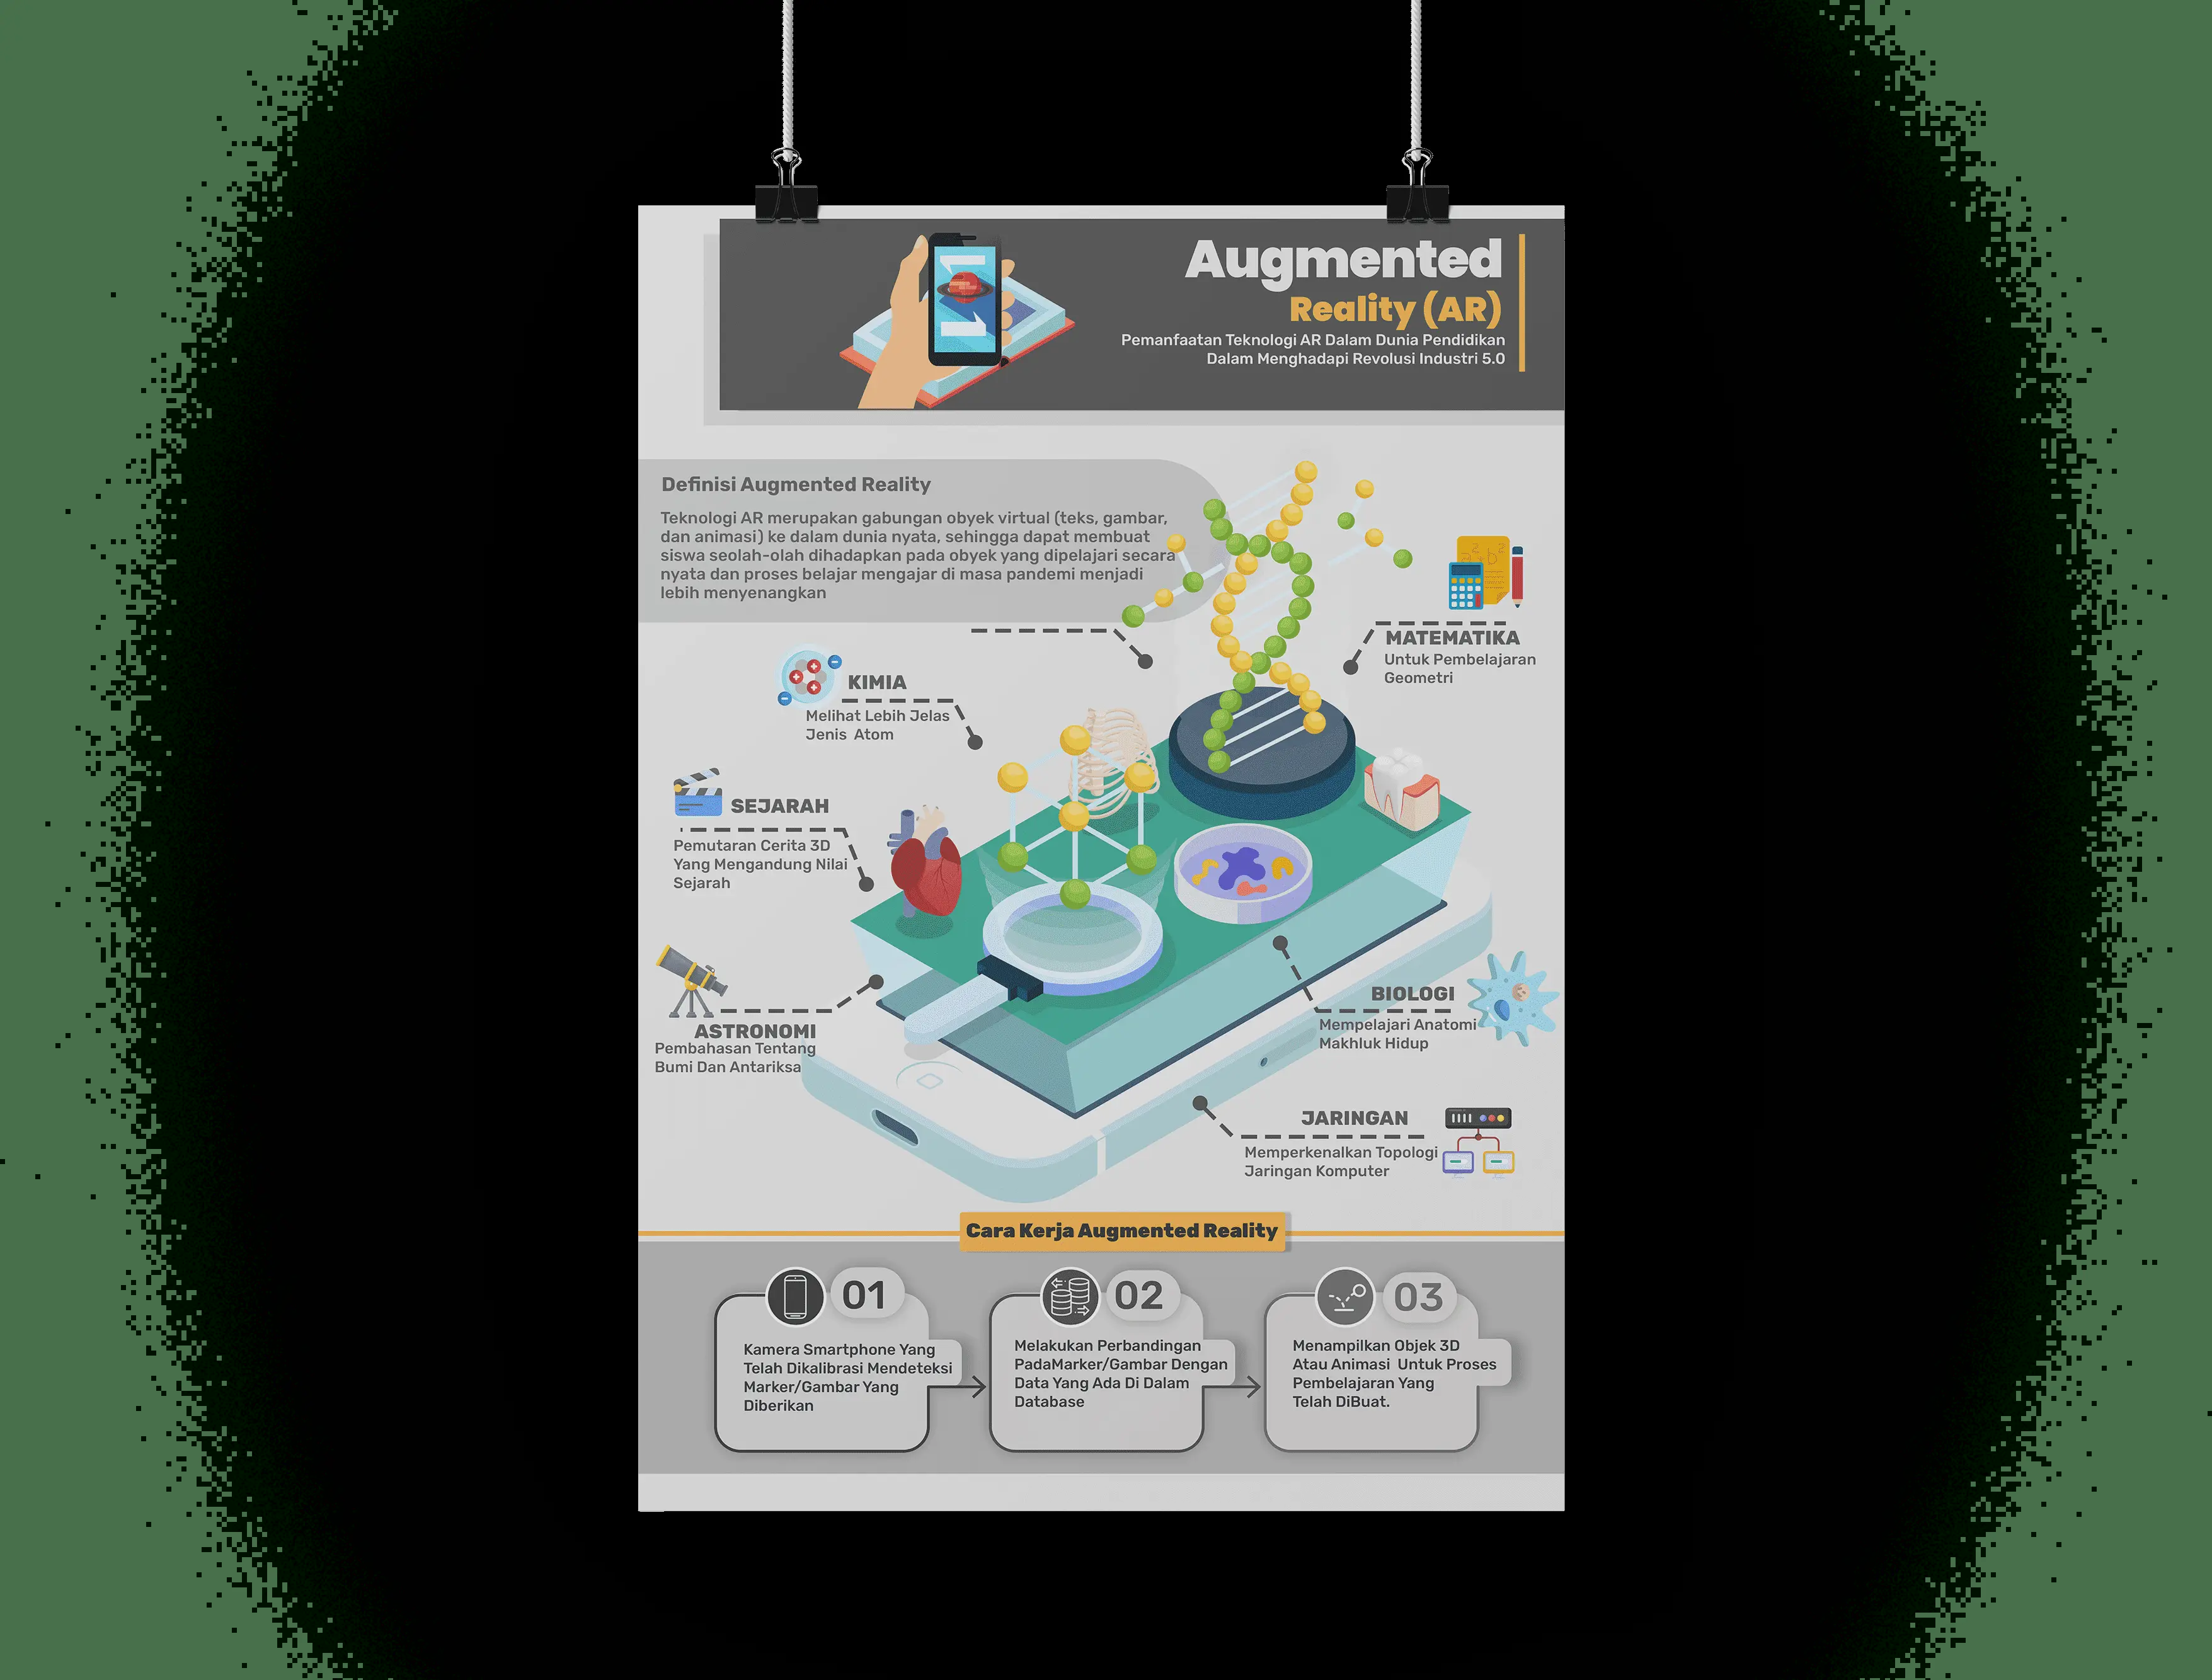 Augmented
Reality (AR)
Pemanfaatan Teknologi AR Dalam Dunia Pendidikan
Dalam Menghadapi Revolusi Industri 5.0
Definisi Augmented Reality
Teknologi AR merupakan gabungan obyek virtual (teks, gambar,
dan animasi) ke dalam dunia nyata, sehingga dapat membuat
siswa seolah-olah dihadapkan pada obyek yang dipelajari secara
nyata dan proses belajar mengajar di masa pandemi menjadi
lebih menyenangkan
MATEMATIKA
Untuk Pembelajaran
Geometri
KIMIA
Melihat Lebih Jelas
Jenis Atom
SEJARAH
Pemutaran Cerita 3D
Yang Mengandung Nilai
Sejarah
ASTRONOMI
Pembahasan Tentang
Bumi Dan Antariksa
BIOLOGI
Mempelajari Anatomi
Makhluk Hidup
JARINGAN
Memperkenalkan Topologi
Jaringan Komputer
Cara Kerja Augmented Reality
01
Kamera Smartphone Yang
Telah Dikalibrasi Mendeteksi
Marker/Gambar Yang
Diberikan
02
Melakukan Perbandingan
PadaMarker/Gambar Dengan
Data Yang Ada Di Dalam
Database
03
Menampilkan Objek 3D
Atau Animasi Untuk Proses
Pembelajaran Yang
Telah DiBuat.